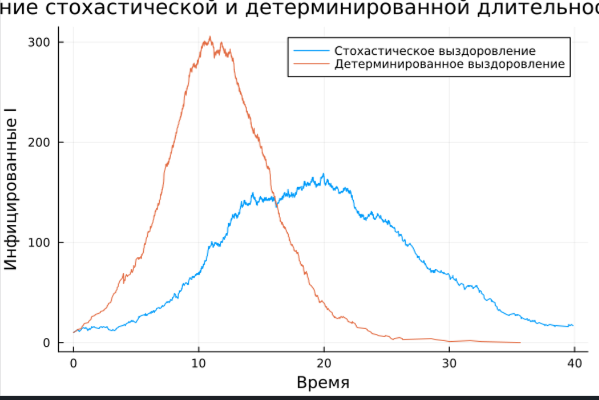 ние стохастической и детерминированной длительнос
Стохастическое выздоровление
Детерминированное выздоровление
Инфицированные I
300
200
100
0
0 10 20 30 40
Время